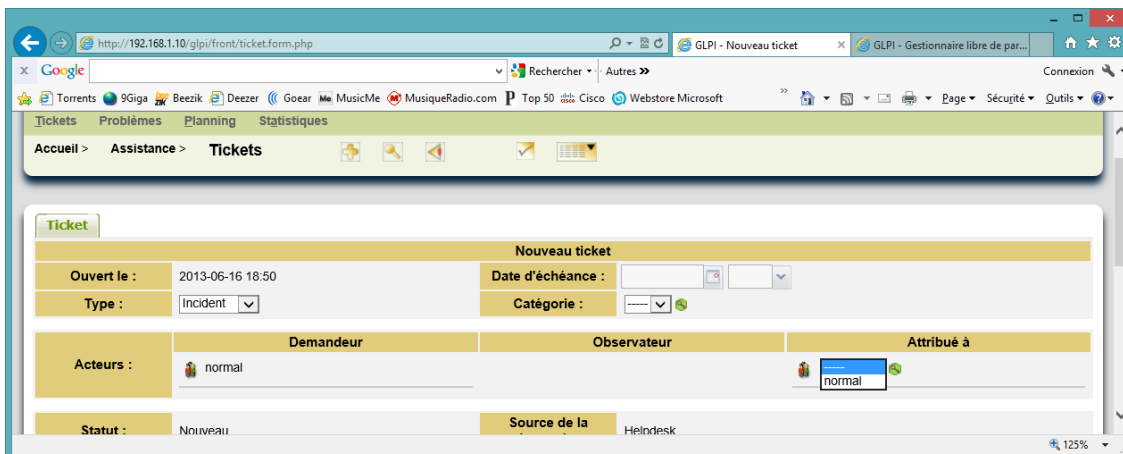 http://192.168.1.10/glpi/front/ticket.form.php GLPI - Nouveau ticket GLPI - Gestionnaire libre de par...
x Google Rechercher Autres » Connexion
Torrents 9Giga Beezik Deezer Goear Me MusicMe MusiqueRadio.com P Top 50 Cisco Webstore Microsoft » Page Sécurité Outils
Tickets Problèmes Planning Statistiques
Accueil > Assistance > Tickets
Ticket
Nouveau ticket
Ouvert le : 2013-06-16 18:50 Date d'échéance :
Type : Incident Catégorie : -----
Demandeur Observateur Attribué à
Acteurs : normal -----
normal
Statut : Nouveau Source de la Helpdesk
125%